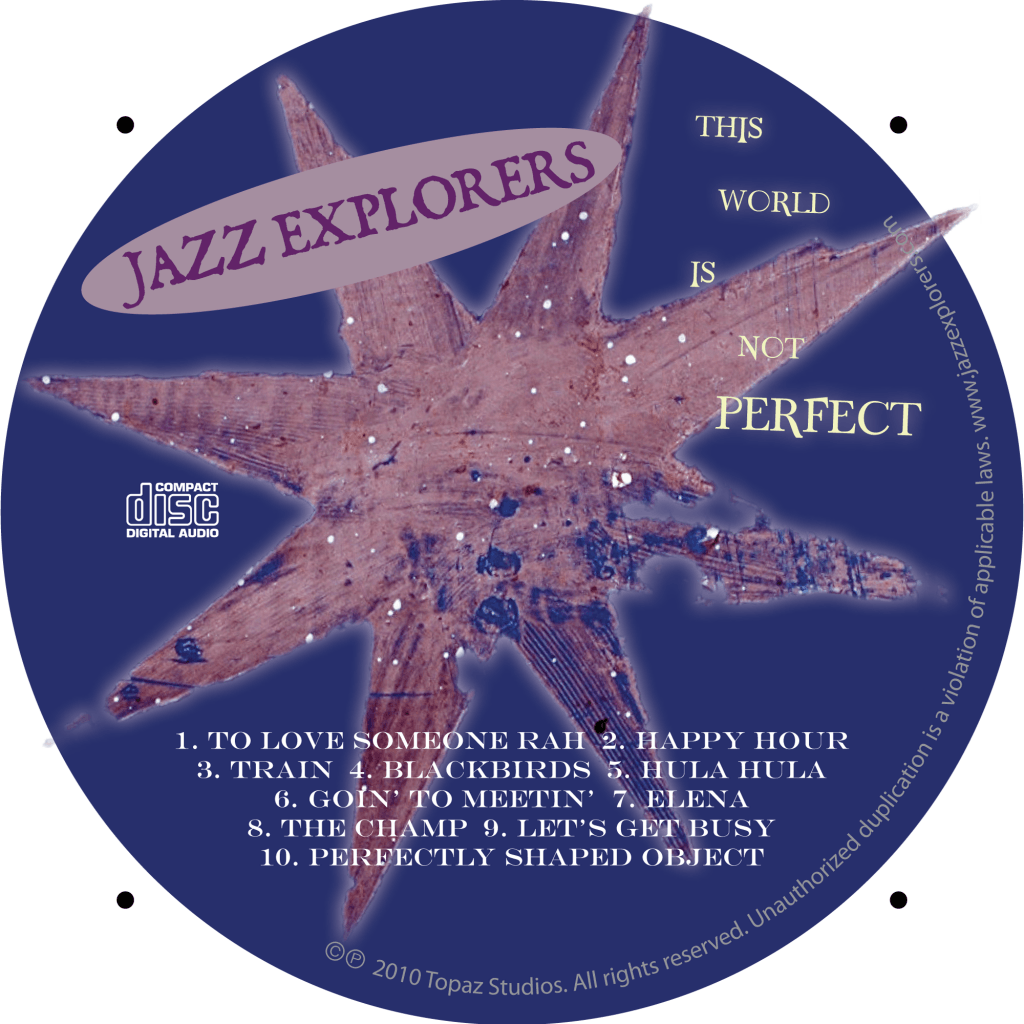 JAZZ EXPLORERS
THIS
WORLD
IS
NOT
PERFECT
COMPACT
disc
DIGITAL AUDIO
1. TO LOVE SOMEONE RAH 2. HAPPY HOUR
3. TRAIN 4. BLACKBIRDS 5. HULA HULA
6. GOIN' TO MEETIN' 7. ELENA
8. THE CHAMP 9. LET'S GET BUSY
10. PERFECTLY SHAPED OBJECT
©℗ 2010 Topaz Studios. All rights reserved. Unauthorized duplication is a violation of applicable laws. www.jazzexplorers.com